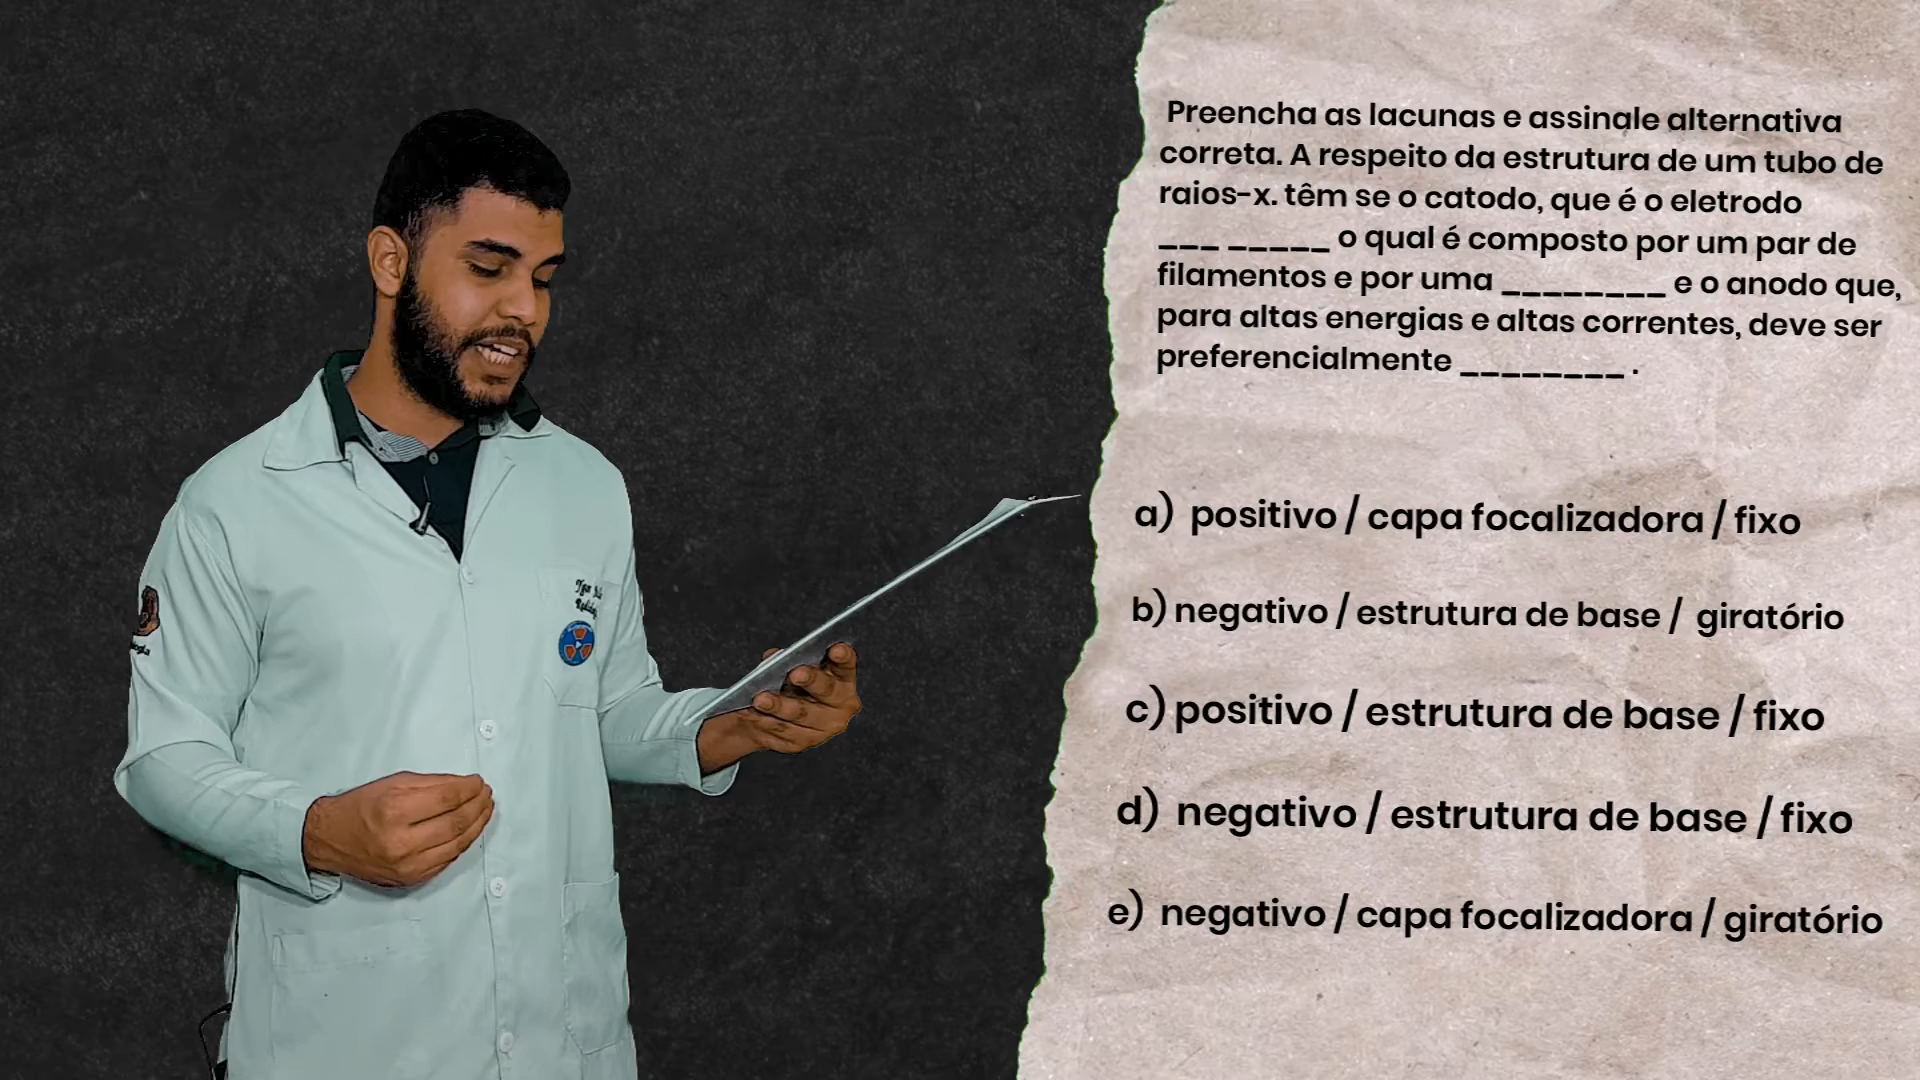 Preencha as lacunas e assinale alternativa
correta. A respeito da estrutura de um tubo de
raios-x. têm se o catodo, que é o eletrodo
___ _____ o qual é composto por um par de
filamentos e por uma ________ e o anodo que,
para altas energias e altas correntes, deve ser
preferencialmente ________ .
a) positivo / capa focalizadora / fixo
b) negativo / estrutura de base / giratório
c) positivo / estrutura de base / fixo
d) negativo / estrutura de base / fixo
e) negativo / capa focalizadora / giratório